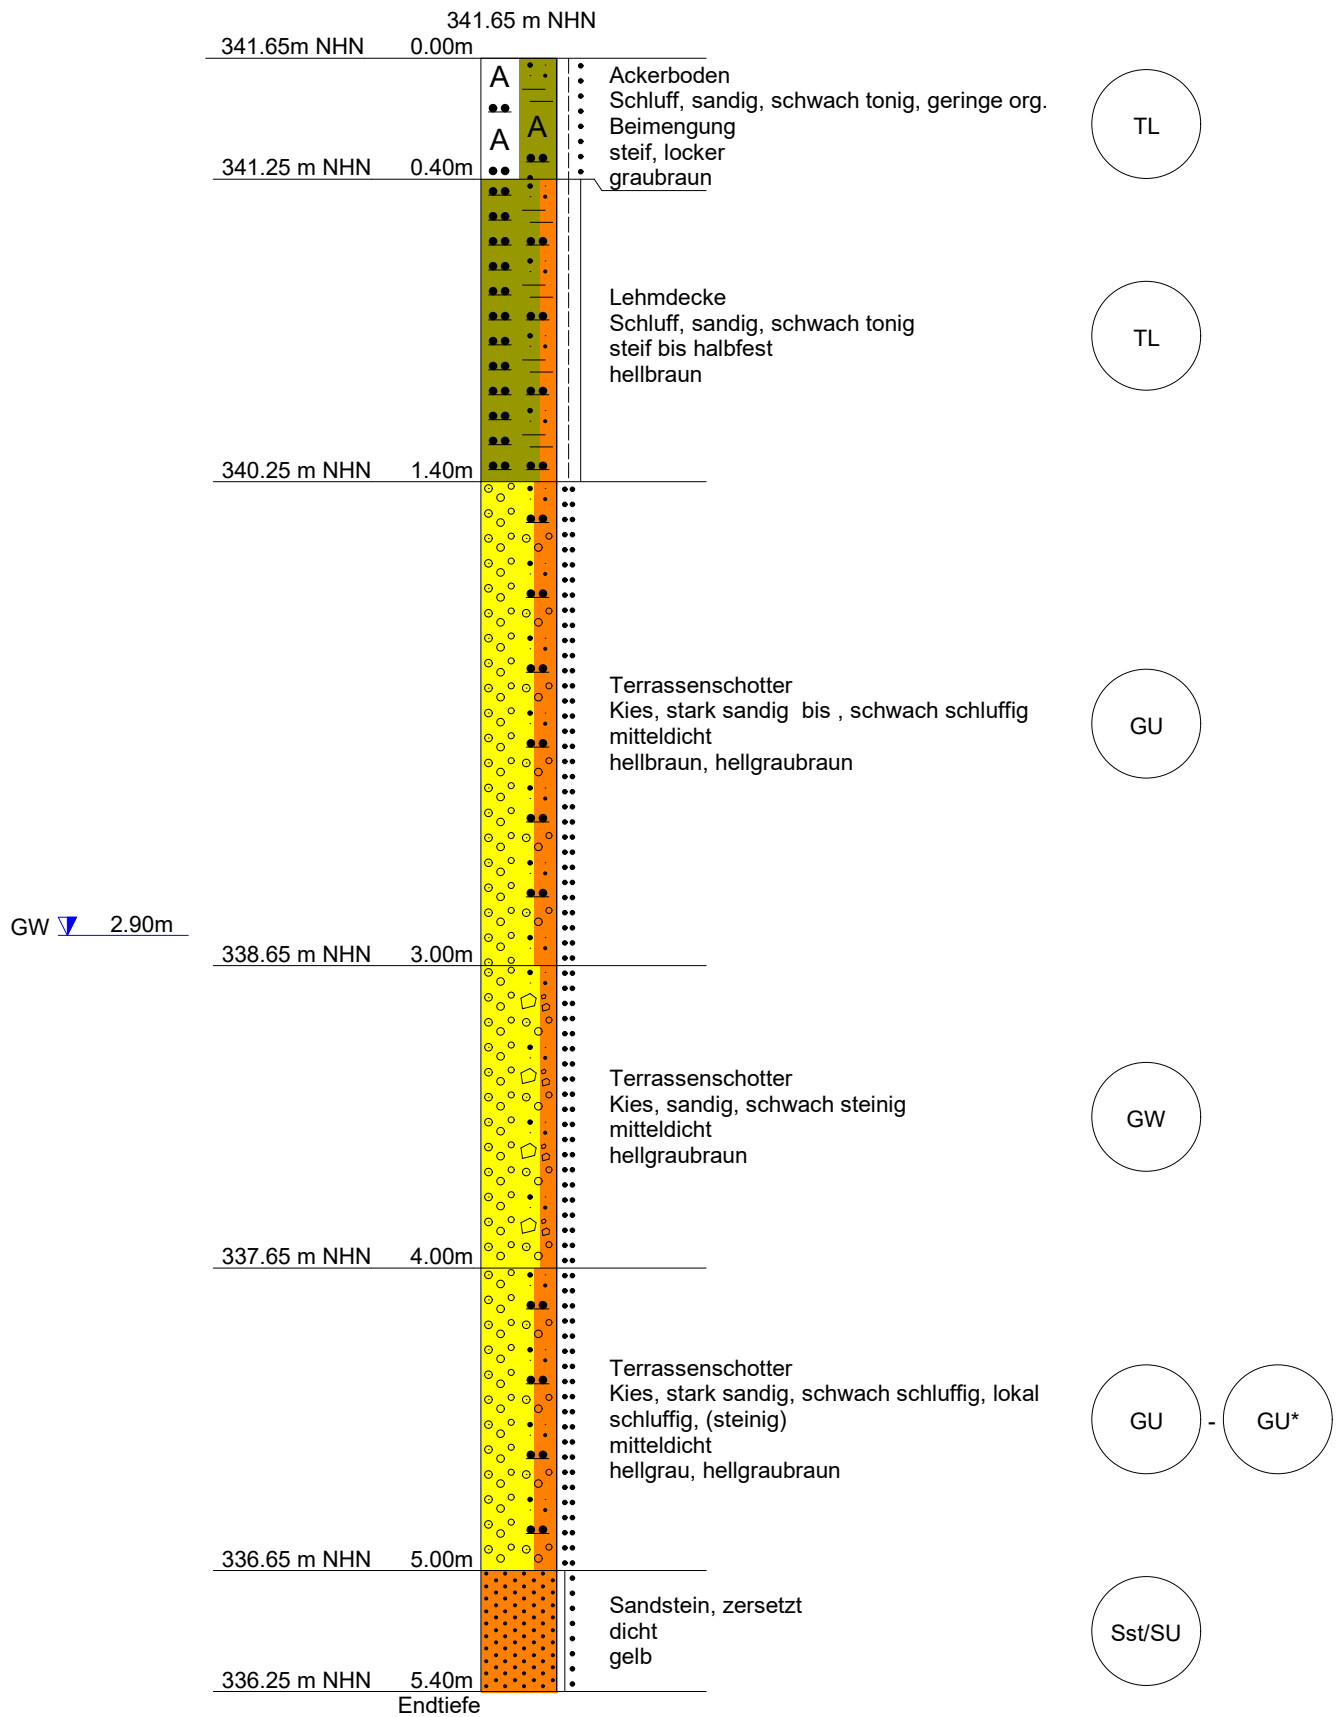 341.65 m NHN
341.65m NHN 0.00m
A
A
A
Ackerboden
Schluff, sandig, schwach tonig, geringe org.
Beimengung
steif, locker
graubraun
TL
341.25 m NHN 0.40m
Lehmdecke
Schluff, sandig, schwach tonig
steif bis halbfest
hellbraun
TL
340.25 m NHN 1.40m
Terrassenschotter
Kies, stark sandig bis , schwach schluffig
mitteldicht
hellbraun, hellgraubraun
GU
GW 2.90m
338.65 m NHN 3.00m
Terrassenschotter
Kies, sandig, schwach steinig
mitteldicht
hellgraubraun
GW
337.65 m NHN 4.00m
Terrassenschotter
Kies, stark sandig, schwach schluffig, lokal
schluffig, (steinig)
mitteldicht
hellgrau, hellgraubraun
GU - GU*
336.65 m NHN 5.00m
Sandstein, zersetzt
dicht
gelb
Sst/SU
336.25 m NHN 5.40m
Endtiefe